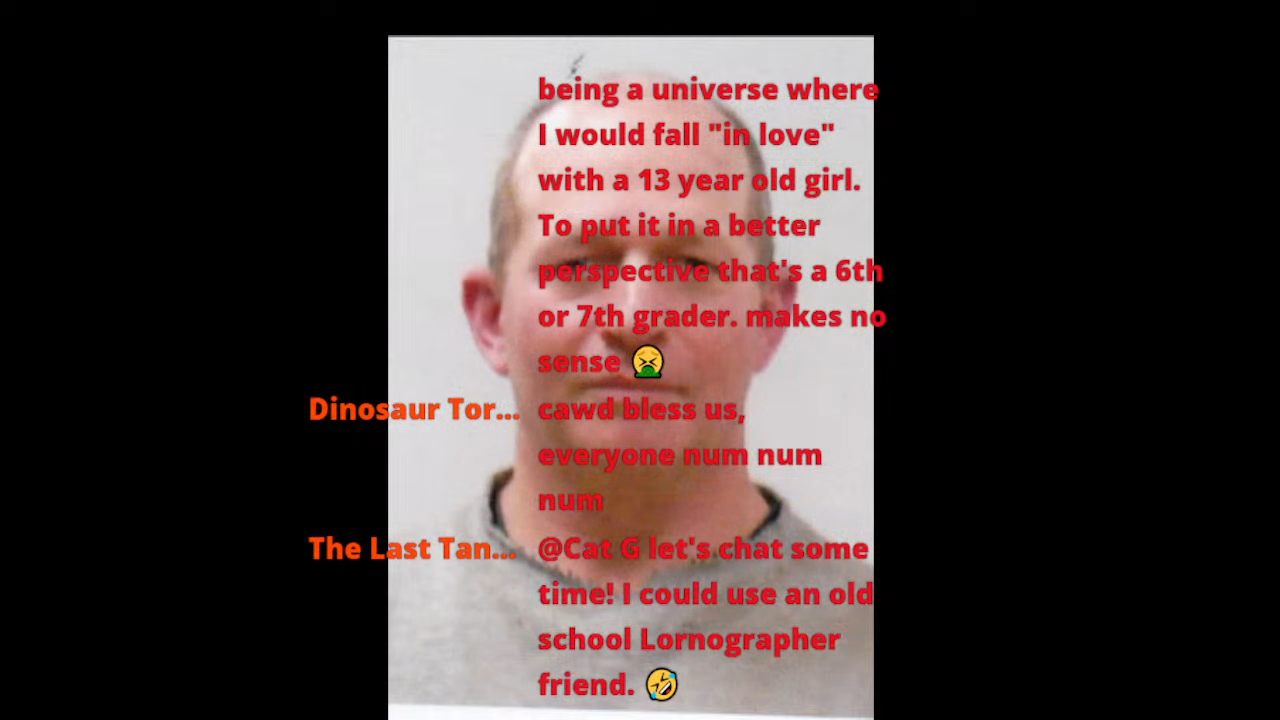 being a universe where
I would fall "in love"
with a 13 year old girl.
To put it in a better
perspective that's a 6th
or 7th grader. makes no
sense 🤮
Dinosaur Tor... cawd bless us,
everyone num num
num
The Last Tan... @Cat G let's chat some
time! I could use an old
school Lornographer
friend. 🤣